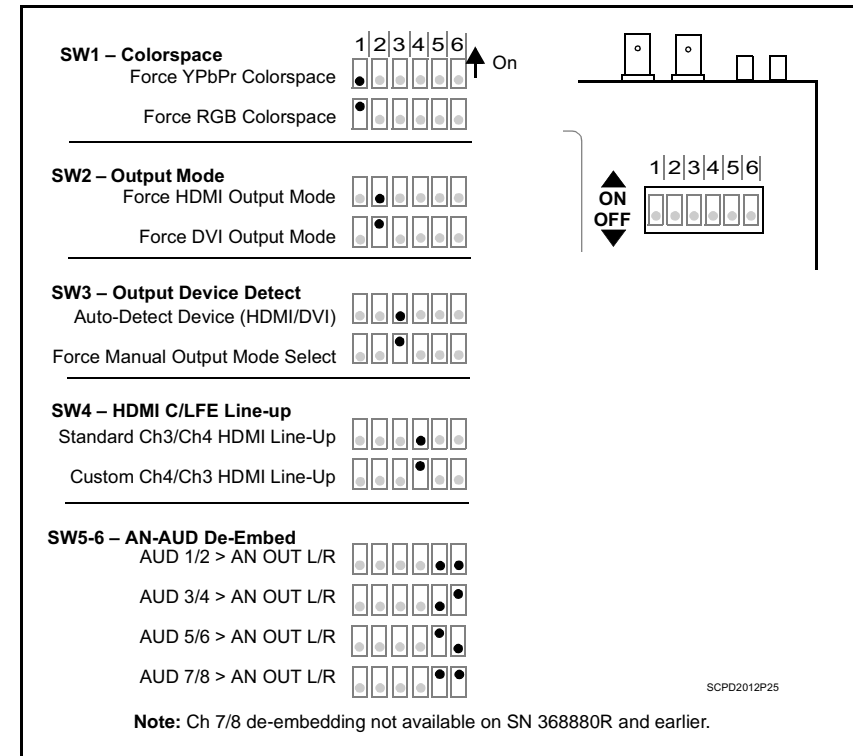 SW1 – Colorspace
1 2 3 4 5 6
On
Force YPbPr Colorspace
Force RGB Colorspace
SW2 – Output Mode
Force HDMI Output Mode
Force DVI Output Mode
SW3 – Output Device Detect
Auto-Detect Device (HDMI/DVI)
Force Manual Output Mode Select
SW4 – HDMI C/LFE Line-up
Standard Ch3/Ch4 HDMI Line-Up
Custom Ch4/Ch3 HDMI Line-Up
SW5-6 – AN-AUD De-Embed
AUD 1/2 > AN OUT L/R
AUD 3/4 > AN OUT L/R
AUD 5/6 > AN OUT L/R
AUD 7/8 > AN OUT L/R
1 2 3 4 5 6
ON
OFF
SCPD2012P25
Note: Ch 7/8 de-embedding not available on SN 368880R and earlier.